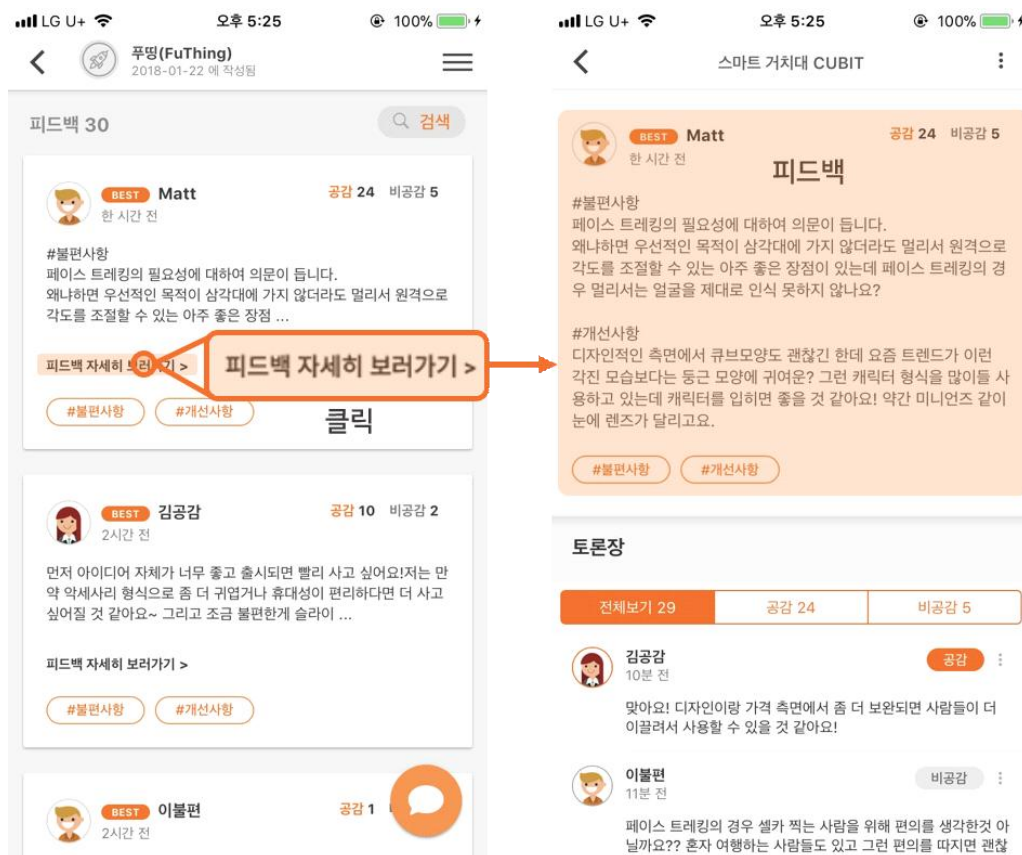 LG U+ 오후 5:25 100%
푸띵(FuThing)
2018-01-22 에 작성됨
피드백 30
검색
BEST Matt 공감 24 비공감 5
한 시간 전
#불편사항
페이스 트레킹의 필요성에 대하여 의문이 듭니다.
왜냐하면 우선적인 목적이 삼각대에 가지 않더라도 멀리서 원격으로
각도를 조절할 수 있는 아주 좋은 장점 ...
피드백 자세히 보러가기 >
피드백 자세히 보러가기 >
클릭
#불편사항 #개선사항
BEST 김공감 공감 10 비공감 2
2시간 전
먼저 아이디어 자체가 너무 좋고 출시되면 빨리 사고 싶어요!저는 만
약 악세사리 형식으로 좀 더 귀엽거나 휴대성이 편리하다면 더 사고
싶어질 것 같아요~ 그리고 조금 불편한게 슬라이 ...
피드백 자세히 보러가기 >
#불편사항 #개선사항
BEST 이불편 공감 1
2시간 전
LG U+ 오후 5:25 100%
스마트 거치대 CUBIT
BEST Matt 공감 24 비공감 5
한 시간 전
피드백
#불편사항
페이스 트레킹의 필요성에 대하여 의문이 듭니다.
왜냐하면 우선적인 목적이 삼각대에 가지 않더라도 멀리서 원격으로
각도를 조절할 수 있는 아주 좋은 장점이 있는데 페이스 트레킹의 경
우 멀리서는 얼굴을 제대로 인식 못하지 않나요?
#개선사항
디자인적인 측면에서 큐브모양도 괜찮긴 한데 요즘 트렌드가 이런
각진 모습보다는 둥근 모양에 귀여운? 그런 캐릭터 형식을 많이들 사
용하고 있는데 캐릭터를 입히면 좋을 것 같아요! 약간 미니언즈 같이
눈에 렌즈가 달리고요.
#불편사항 #개선사항
토론장
전체보기 29 공감 24 비공감 5
김공감 공감
10분 전
맞아요! 디자인이랑 가격 측면에서 좀 더 보완되면 사람들이 더
이끌려서 사용할 수 있을 것 같아요!
이불편 비공감
11분 전
페이스 트레킹의 경우 셀카 찍는 사람을 위해 편의를 생각한것 아
닐까요?? 혼자 여행하는 사람들도 있고 그런 편의를 따지면 괜찮